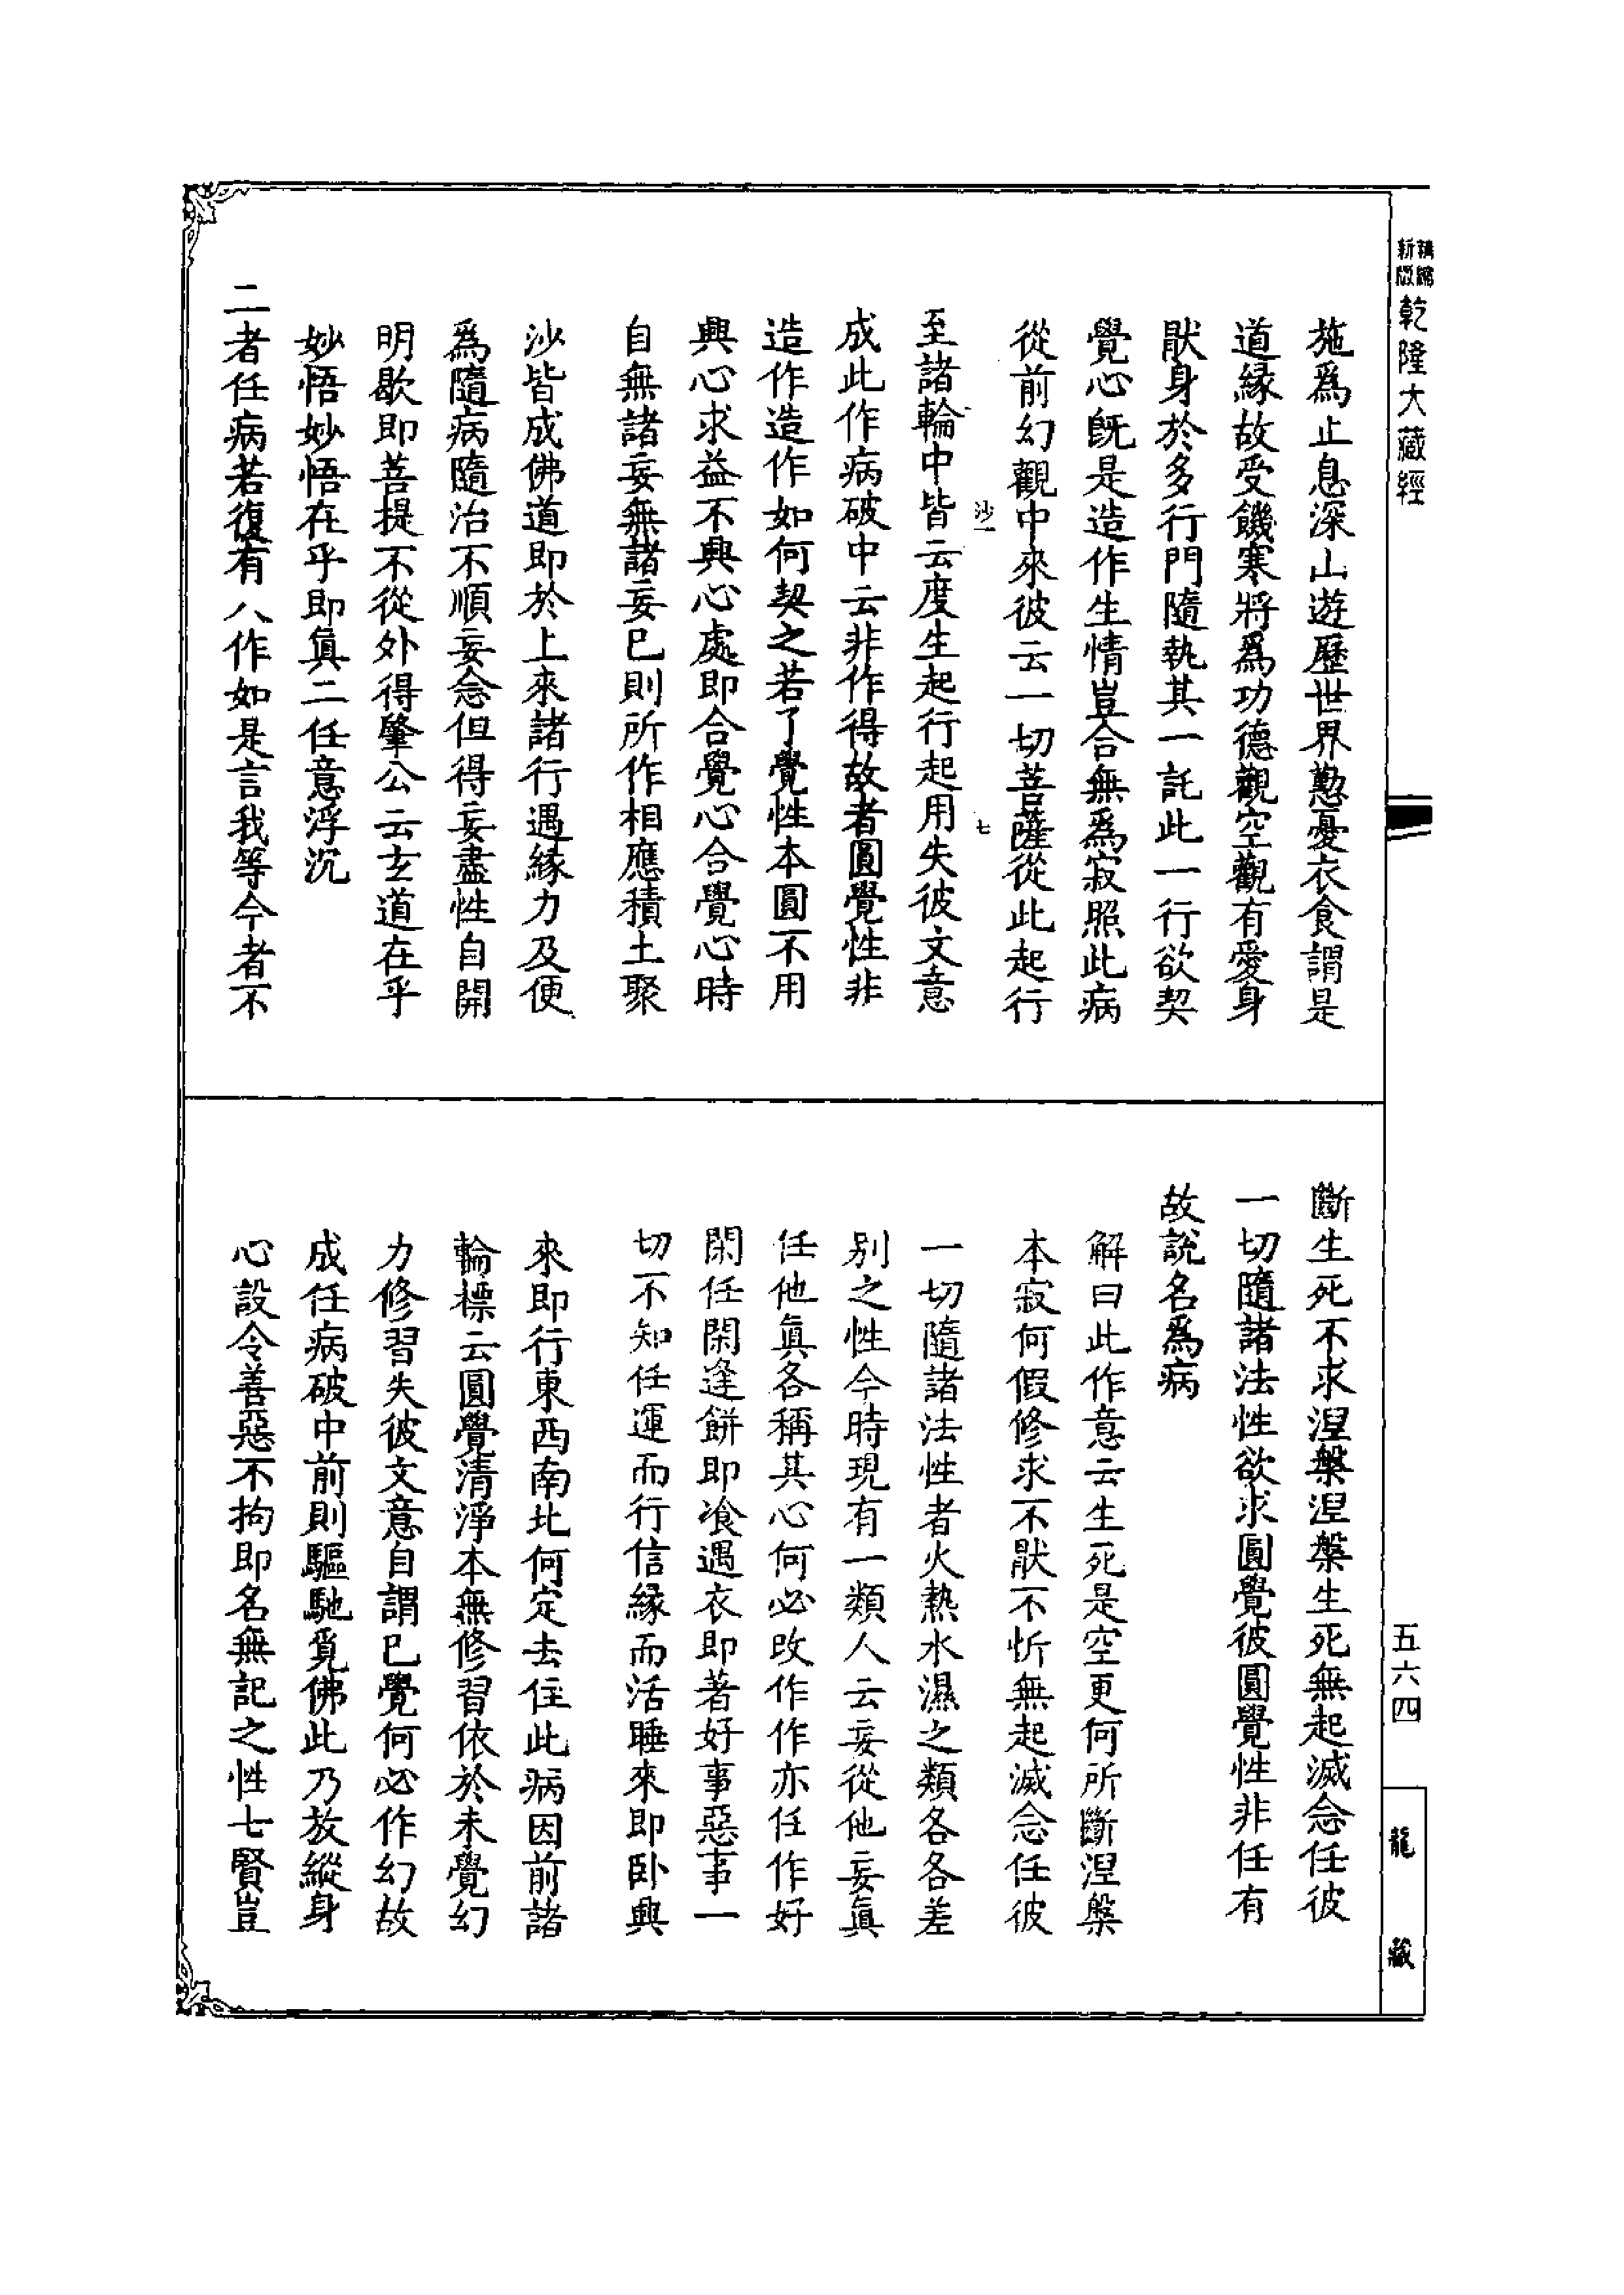 精縮新版乾隆大藏經
施爲止息深山遊歷世界懃憂衣食謂是
道緣故受饑寒將爲功德觀空觀有愛身
猒身於多行門隨執其一託此一行欲契
覺心旣是造作生情豈合無爲寂照此病
從前幻觀中來彼云一切菩薩從此起行
沙一
七
至諸輪中皆云度生起行起用失彼文意
成此作病破中云非作得故者圓覺性非
造作造作如何契之若了覺性本圓不用
興心求益不興心處即合覺心合覺心時
自無諸妄無諸妄已則所作相應積土聚
沙皆成佛道即於上來諸行遇緣力及便
爲隨病隨治不順妄念但得妄盡性自開
明歇即菩提不從外得肇公云玄道在乎
妙悟妙悟在乎即眞二任意浮沉
二者任病若復有人作如是言我等今者不
斷生死不求涅槃涅槃生死無起滅念任彼
一切隨諸法性欲求圓覺彼圓覺性非任有
故說名爲病
解曰此作意云生死是空更何所斷涅槃
本寂何假修求不猒不忻無起滅念任彼
一切隨諸法性者火熱水濕之類各各差
別之性今時現有一類人云妄從他妄眞
任他眞各稱其心何必改作作亦任作好
閑任閑逢餅即飡遇衣即著好事惡事一
切不知任運而行信緣而活睡來即卧興
來即行東西南北何定去住此病因前諸
輪標云圓覺清淨本無修習依於未覺幻
力修習失彼文意自謂已覺何必作幻故
成任病破中前則驅馳覓佛此乃放縱身
心設令善惡不拘即名無記之性七賢豈
五六四
龍藏